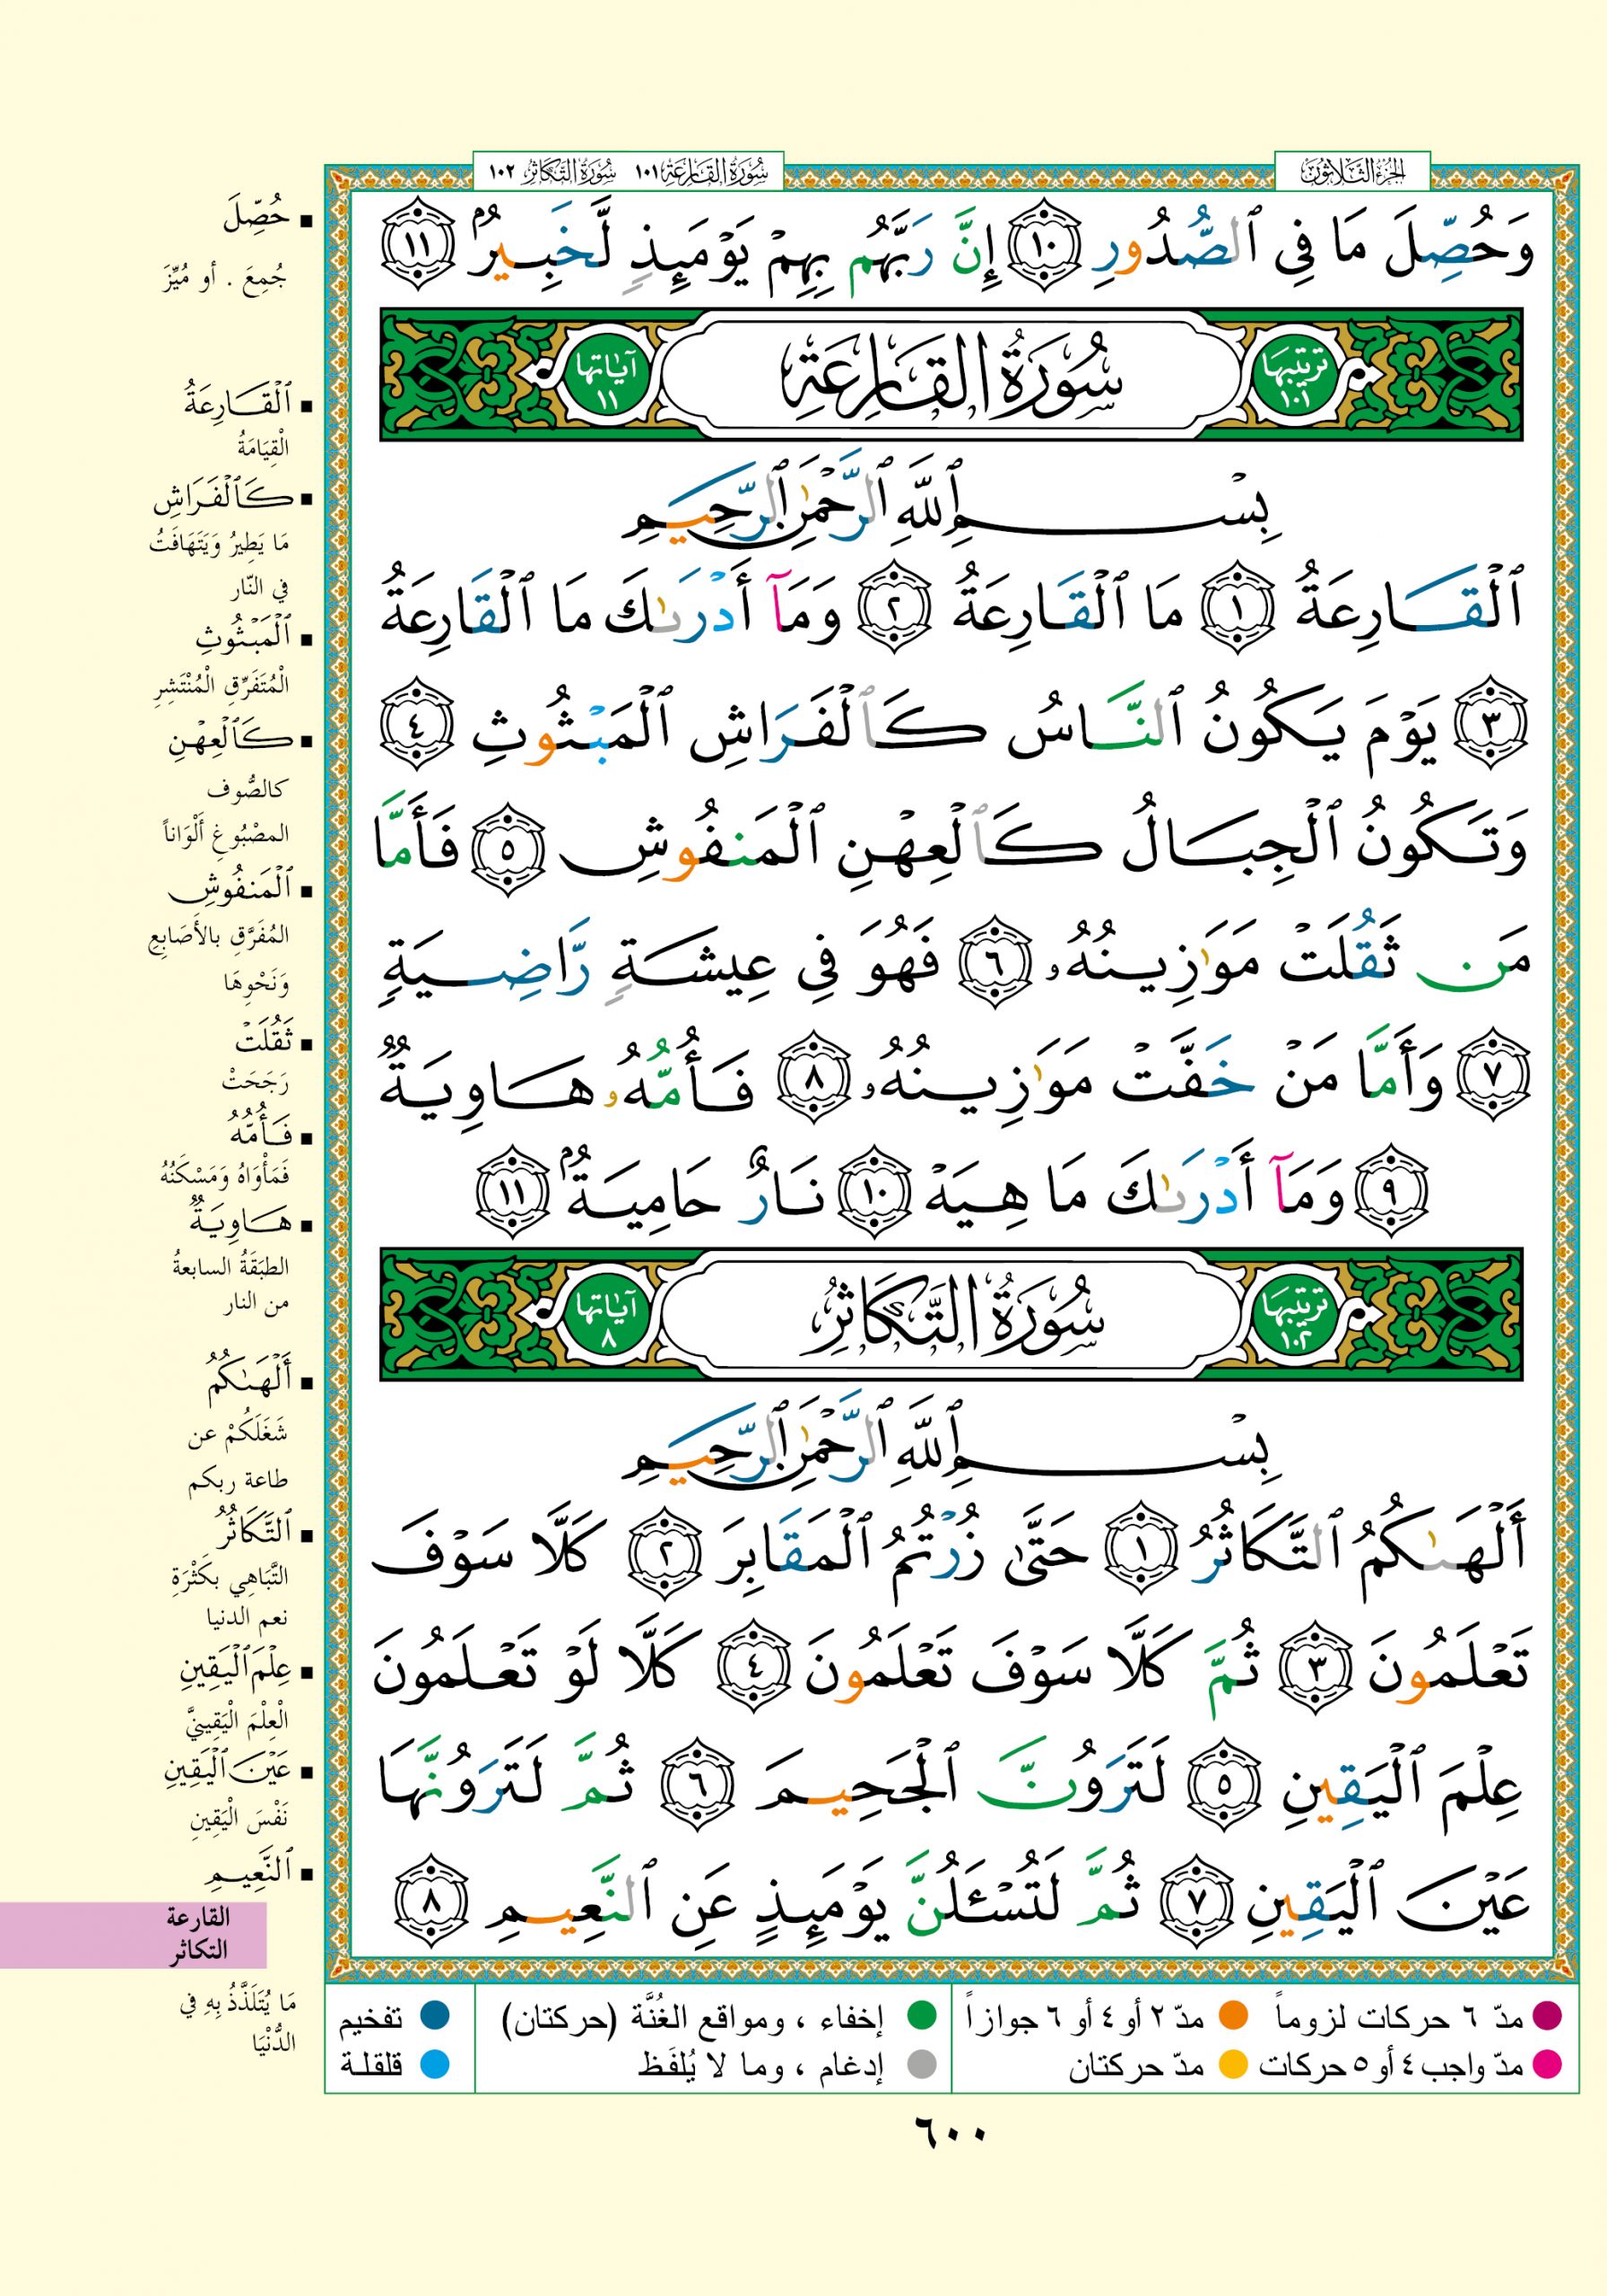 الجزء الثلاثون
سورة القارعة ١٠١ سورة التكاثر ١٠٢
وَحُصِّلَ مَا فِي ٱلصُّدُورِ ١٠ إِنَّ رَبَّهُم بِهِمْ يَوْمَئِذٍ لَّخَبِيرٌۢ ١١
ترتيبها ١٠١ سُورَةُ القَارِعَةِ آياتها ١١
بِسْمِ ٱللَّهِ ٱلرَّحْمَٰنِ ٱلرَّحِيمِ
ٱلْقَارِعَةُ ١ مَا ٱلْقَارِعَةُ ٢ وَمَآ أَدْرَىٰكَ مَا ٱلْقَارِعَةُ
٣ يَوْمَ يَكُونُ ٱلنَّاسُ كَٱلْفَرَاشِ ٱلْمَبْثُوثِ ٤
وَتَكُونُ ٱلْجِبَالُ كَٱلْعِهْنِ ٱلْمَنفُوشِ ٥ فَأَمَّا
مَن ثَقُلَتْ مَوَٰزِينُهُۥ ٦ فَهُوَ فِي عِيشَةٍ رَّاضِيَةٍ
٧ وَأَمَّا مَنْ خَفَّتْ مَوَٰزِينُهُۥ ٨ فَأُمُّهُۥ هَاوِيَةٌ
٩ وَمَآ أَدْرَىٰكَ مَا هِيَهْ ١٠ نَارٌ حَامِيَةٌۢ ١١
ترتيبها ١٠٢ سُورَةُ التَّكَاثُرِ آياتها ٨
بِسْمِ ٱللَّهِ ٱلرَّحْمَٰنِ ٱلرَّحِيمِ
أَلْهَىٰكُمُ ٱلتَّكَاثُرُ ١ حَتَّىٰ زُرْتُمُ ٱلْمَقَابِرَ ٢ كَلَّا سَوْفَ
تَعْلَمُونَ ٣ ثُمَّ كَلَّا سَوْفَ تَعْلَمُونَ ٤ كَلَّا لَوْ تَعْلَمُونَ
عِلْمَ ٱلْيَقِينِ ٥ لَتَرَوُنَّ ٱلْجَحِيمَ ٦ ثُمَّ لَتَرَوُنَّهَا
عَيْنَ ٱلْيَقِينِ ٧ ثُمَّ لَتُسْـَٔلُنَّ يَوْمَئِذٍ عَنِ ٱلنَّعِيمِ ٨
حُصِّلَ
جُمِعَ . أو مُيِّزَ
ٱلْقَارِعَةُ
الْقِيَامَةُ
كَٱلْفَرَاشِ
مَا يَطِيرُ وَيَتَهَافَتُ
في النّار
ٱلْمَبْثُوثِ
الْمُتَفَرِّقِ الْمُنْتَشِرِ
كَٱلْعِهْنِ
كالصُّوف
المصْبُوغِ أَلْوَاناً
ٱلْمَنفُوشِ
المُفَرَّقِ بالأَصَابِعِ
وَنَحْوِهَا
ثَقُلَتْ
رَجَحَتْ
فَأُمُّهُ
فَمَأْوَاهُ وَمَسْكَنُهُ
هَاوِيَةٌ
الطبَقَةُ السابعةُ
من النار
أَلْهَىٰكُمُ
شَغَلَكُمْ عن
طاعة ربكم
ٱلتَّكَاثُرُ
التَّبَاهِي بكَثْرَةِ
نعم الدنيا
عِلْمَ ٱلْيَقِينِ
الْعِلْمَ الْيَقِينيَّ
عَيْنَ ٱلْيَقِينِ
نَفْسَ الْيَقِينِ
ٱلنَّعِيمِ
القارعة
التكاثر
مَا يُتَلَذَّذُ بِهِ في
الدُّنْيَا
مدّ ٦ حركات لزوماً مدّ ٢ أو ٤ أو ٦ جوازاً إخفاء ، ومواقع الغُنَّة (حركتان) تفخيم
مدّ واجب ٤ أو ٥ حركات مدّ حركتان إدغام ، وما لا يُلفَظ قلقلة
٦٠٠